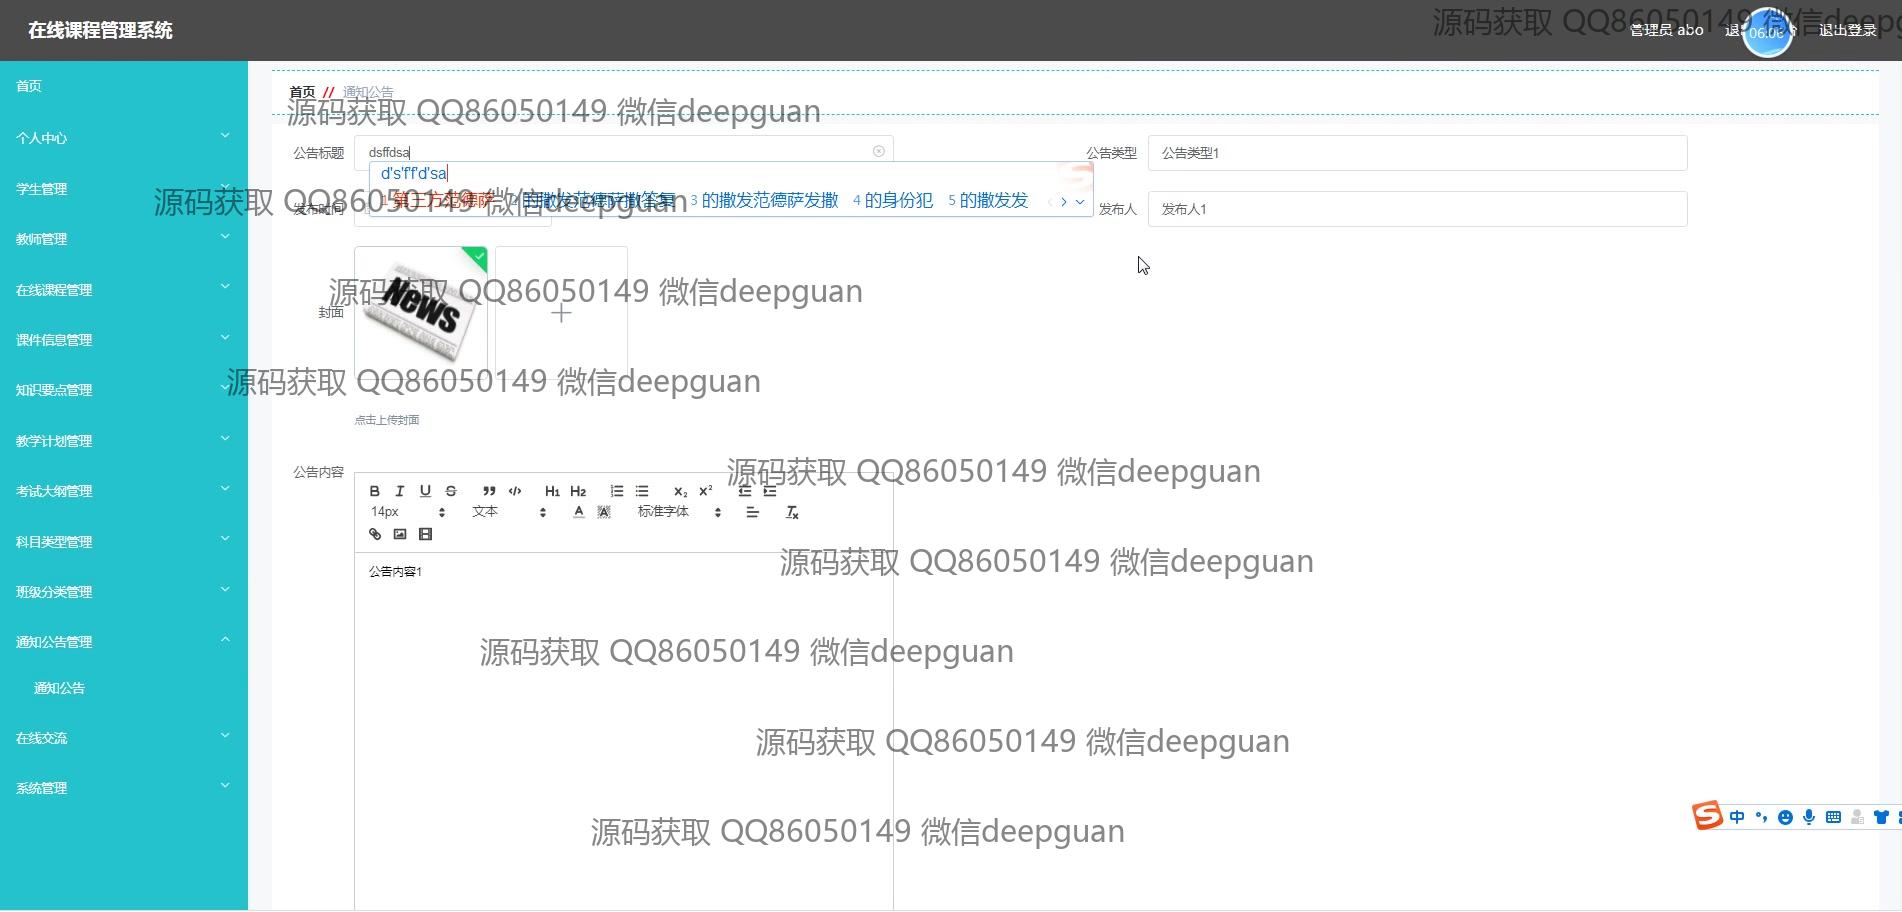 在线课程管理系统
源码获取 QQ86050149 微信deepg
管理员 abo
06:06
退出登录
首页
个人中心
学生管理
教师管理
在线课程管理
课件信息管理
知识要点管理
教学计划管理
考试大纲管理
科目类型管理
班级分类管理
通知公告管理
通知公告
在线交流
系统管理
首页 // 通知公告
源码获取 QQ86050149 微信deepguan
公告标题 dsffdsa
公告类型 公告类型1
d's'f'f'd'sa
1 第三方范德萨 2 的撒发范德萨撒答复 3 的撒发范德萨发撒 4 的身份犯 5 的撒发发
源码获取 QQ86050149 微信deepguan
发布时间
发布人 发布人1
News
源码获取 QQ86050149 微信deepguan
封面
源码获取 QQ86050149 微信deepguan
点击上传封面
公告内容
源码获取 QQ86050149 微信deepguan
B I U S H1 H2 X2 X2
14px 文本 A A 标准字体 Tx
公告内容1
源码获取 QQ86050149 微信deepguan
源码获取 QQ86050149 微信deepguan
源码获取 QQ86050149 微信deepguan
S 中
源码获取 QQ86050149 微信deepguan